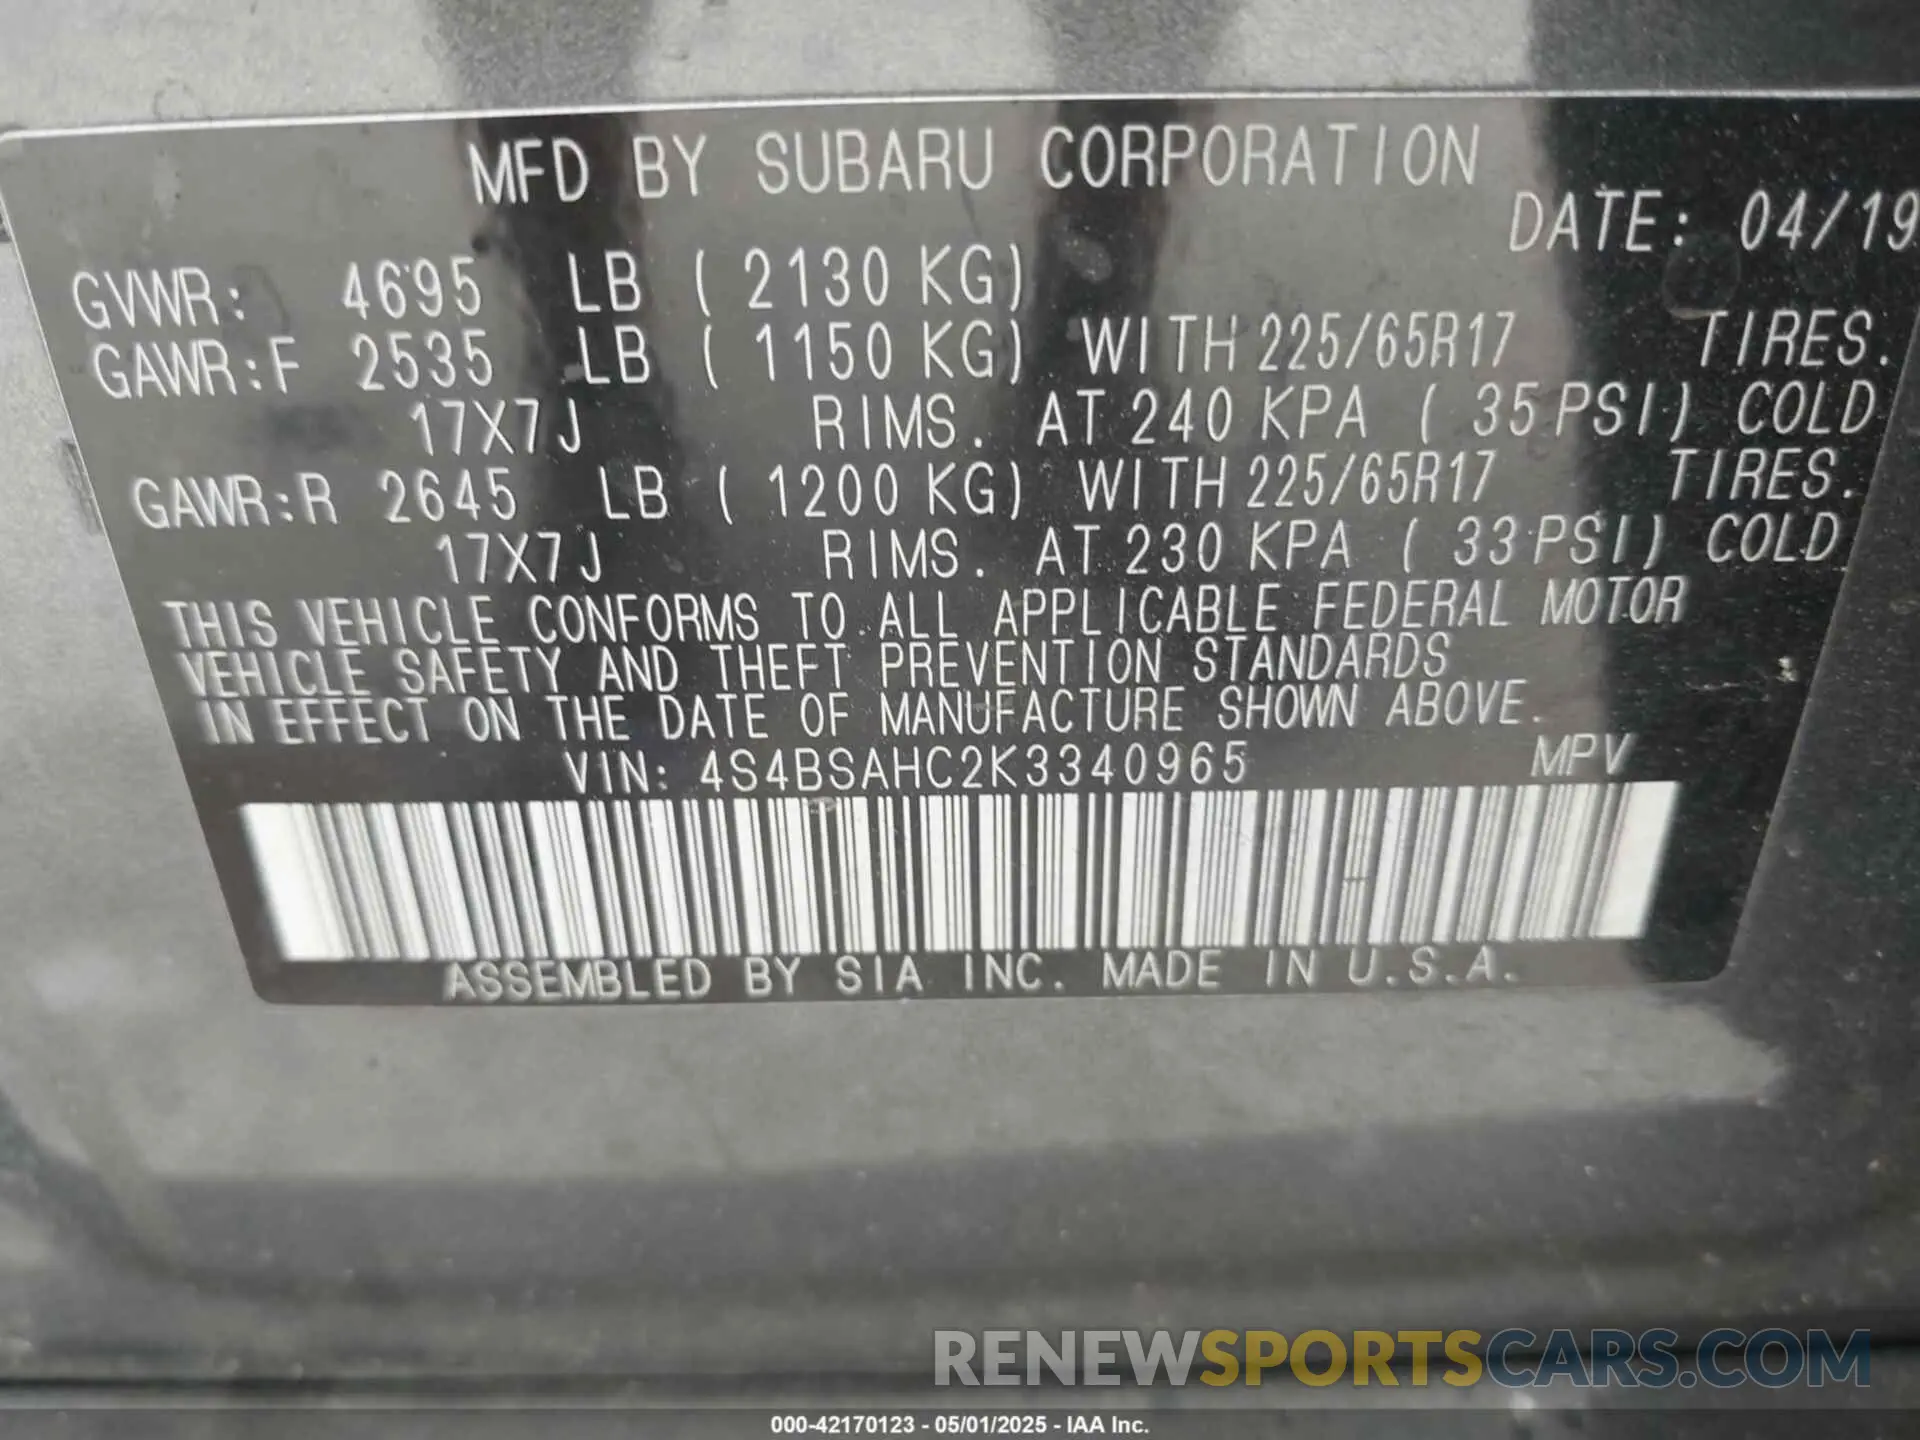 MFD BY SUBARU CORPORATION
DATE: 04/19
GVWR: 4695 LB ( 2130 KG)
GAWR:F 2535 LB ( 1150 KG) WITH 225/65R17 TIRES.
17X7J RIMS. AT 240 KPA ( 35 PSI) COLD
GAWR:R 2645 LB ( 1200 KG) WITH 225/65R17 TIRES.
17X7J RIMS. AT 230 KPA ( 33 PSI) COLD
THIS VEHICLE CONFORMS TO ALL APPLICABLE FEDERAL MOTOR
VEHICLE SAFETY AND THEFT PREVENTION STANDARDS
IN EFFECT ON THE DATE OF MANUFACTURE SHOWN ABOVE.
VIN: 4S4BSAHC2K3340965 MPV
ASSEMBLED BY SIA INC. MADE IN U.S.A.
RENEWSPORTSCARS.COM
000-42170123 - 05/01/2025 - IAA Inc.